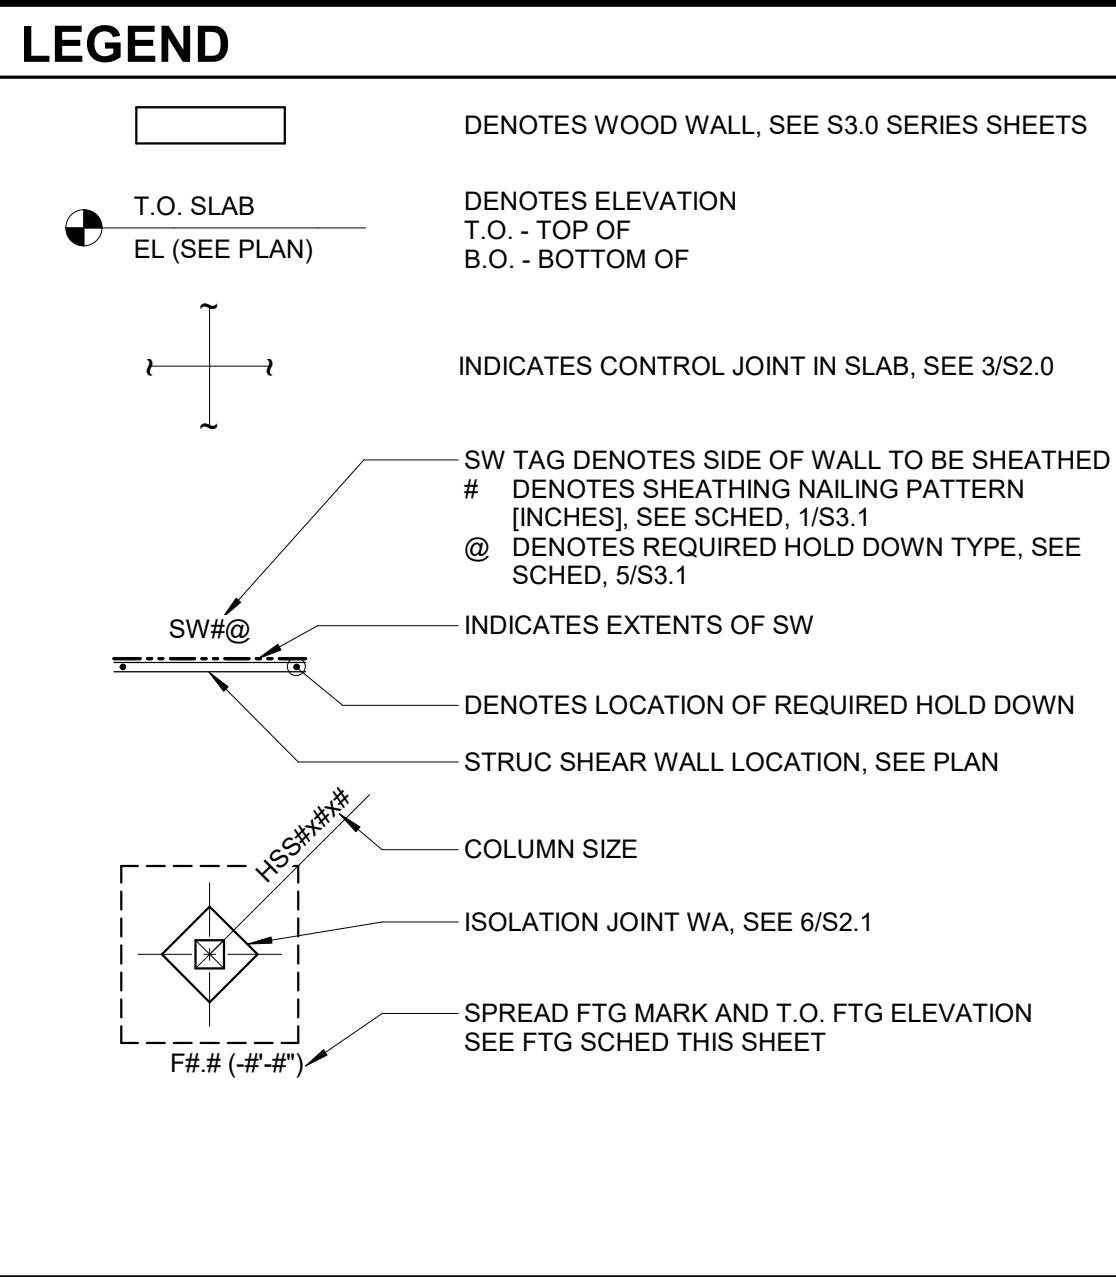 LEGEND
DENOTES WOOD WALL, SEE S3.0 SERIES SHEETS
T.O. SLAB
EL (SEE PLAN)
DENOTES ELEVATION
T.O. - TOP OF
B.O. - BOTTOM OF
INDICATES CONTROL JOINT IN SLAB, SEE 3/S2.0
SW TAG DENOTES SIDE OF WALL TO BE SHEATHED
# DENOTES SHEATHING NAILING PATTERN
[INCHES], SEE SCHED, 1/S3.1
@ DENOTES REQUIRED HOLD DOWN TYPE, SEE
SCHED, 5/S3.1
SW#@
INDICATES EXTENTS OF SW
DENOTES LOCATION OF REQUIRED HOLD DOWN
STRUC SHEAR WALL LOCATION, SEE PLAN
HSS#x#x#
COLUMN SIZE
ISOLATION JOINT WA, SEE 6/S2.1
SPREAD FTG MARK AND T.O. FTG ELEVATION
SEE FTG SCHED THIS SHEET
F#.# (-#'-#")